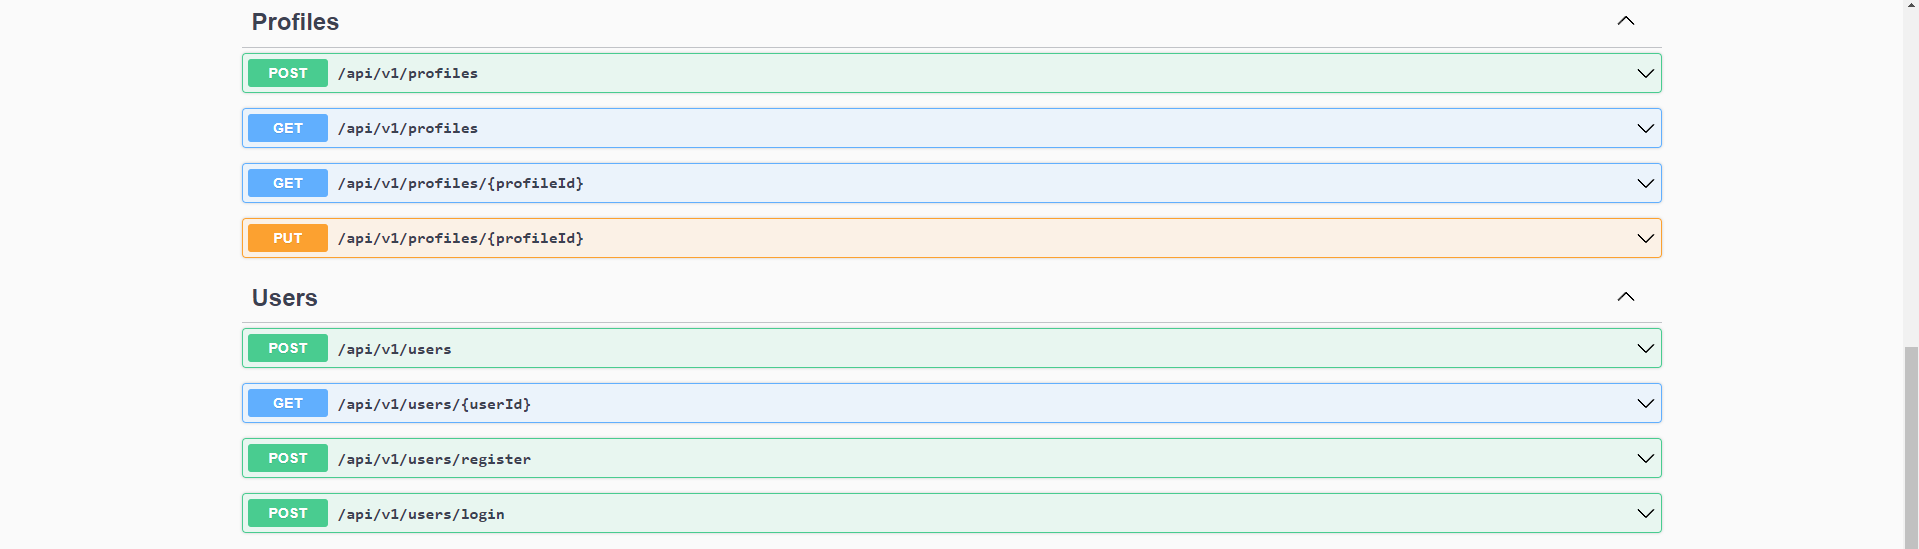 Profiles
POST /api/v1/profiles
GET /api/v1/profiles
GET /api/v1/profiles/{profileId}
PUT /api/v1/profiles/{profileId}
Users
POST /api/v1/users
GET /api/v1/users/{userId}
POST /api/v1/users/register
POST /api/v1/users/login